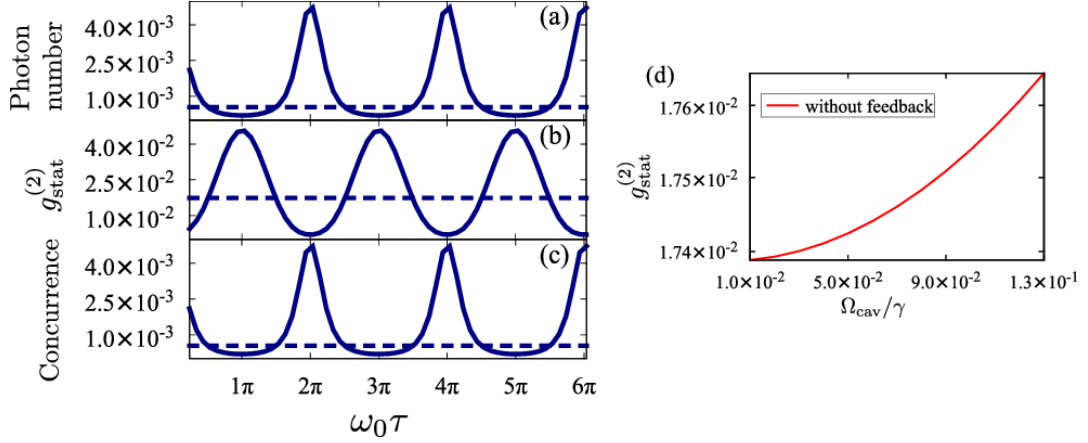 Photon number
4.0×10⁻³
2.5×10⁻³
1.0×10⁻³
(a)
g_stat^(2)
4.0×10⁻²
2.5×10⁻²
1.0×10⁻²
(b)
Concurrence
4.0×10⁻³
2.5×10⁻³
1.0×10⁻³
(c)
1π 2π 3π 4π 5π 6π
ω₀τ
(d)
g_stat^(2)
1.76×10⁻²
1.75×10⁻²
1.74×10⁻²
without feedback
1.0×10⁻² 5.0×10⁻² 9.0×10⁻² 1.3×10⁻¹
Ω_cav/γ